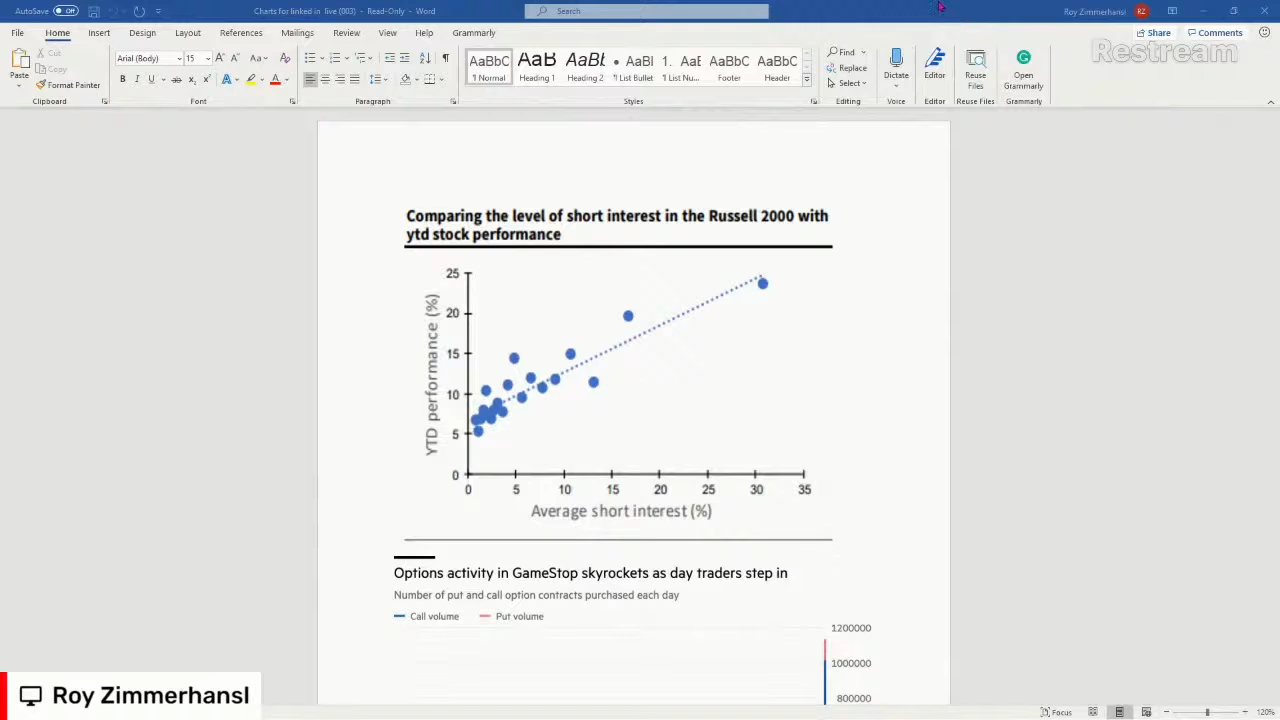 AutoSave Off
Charts for linked in live (003) - Read-Only - Word
Search
Roy Zimmerhansl
RZ
File Home Insert Design Layout References Mailings Review View Help Grammarly
Share Comments
Restream
Paste
Cut
Copy
Format Painter
Clipboard
Arial (Body) 15
Font
Paragraph
AaBbC AaB AaBb AaBl 1. Aa AaBbC AaBbC
¶ Normal Heading 1 Heading 2 ¶ List Bullet ¶ List Nu... Footer Header
Styles
Find
Replace
Select
Editing
Dictate
Voice
Editor
Editor
Reuse Files
Reuse Files
Open Grammarly
Grammarly
Comparing the level of short interest in the Russell 2000 with
ytd stock performance
YTD performance (%)
25
20
15
10
5
0
0 5 10 15 20 25 30 35
Average short interest (%)
Options activity in GameStop skyrockets as day traders step in
Number of put and call option contracts purchased each day
Call volume Put volume
1200000
1000000
800000
Roy Zimmerhansl
Focus
120%